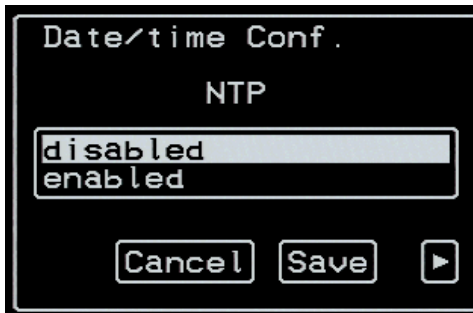 Date/time Conf.
NTP
disabled
enabled
Cancel Save ►